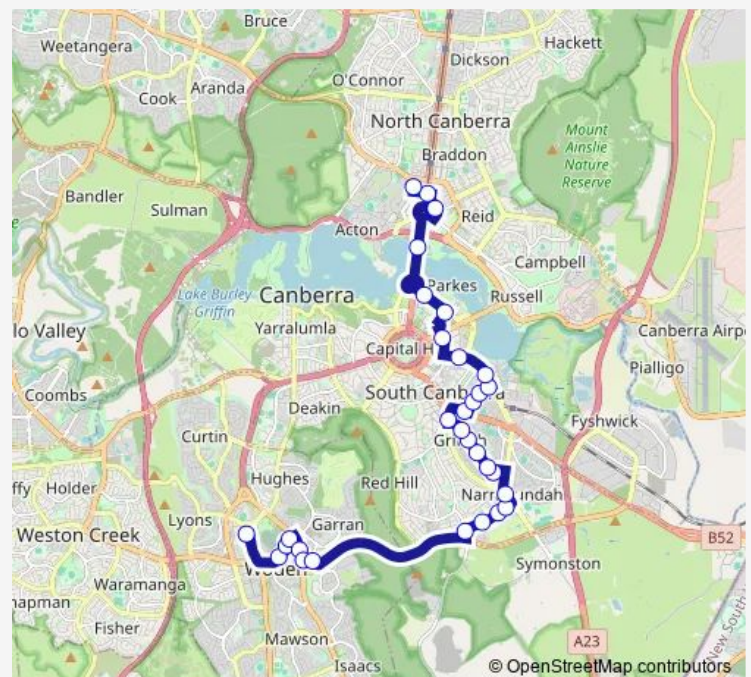 Bruce
Hackett
Weetangera
Dickson
O'Connor
Aranda
Cook
North Canberra
Mount
Ainslie
Nature
Reserve
Braddon
Bandler
Sulman
Reid
Acton
Campbell
Lake Burley
Griffin
Canberra
Parkes
Russell
lo Valley
Yarralumla
Canberra Airpo
Capital H
Pialligo
Coombs
South Canberra
Deakin
Fyshwick
Curtin
Griffith
Hughes
Red Hill
ffy
Holder
Narrabundah
Lyons
Garran
Weston Creek
B52
Symonston
Woden
Waramanga
hapman
Fisher
Mawson
A23
New South
Isaacs
© OpenStreetMap contributors